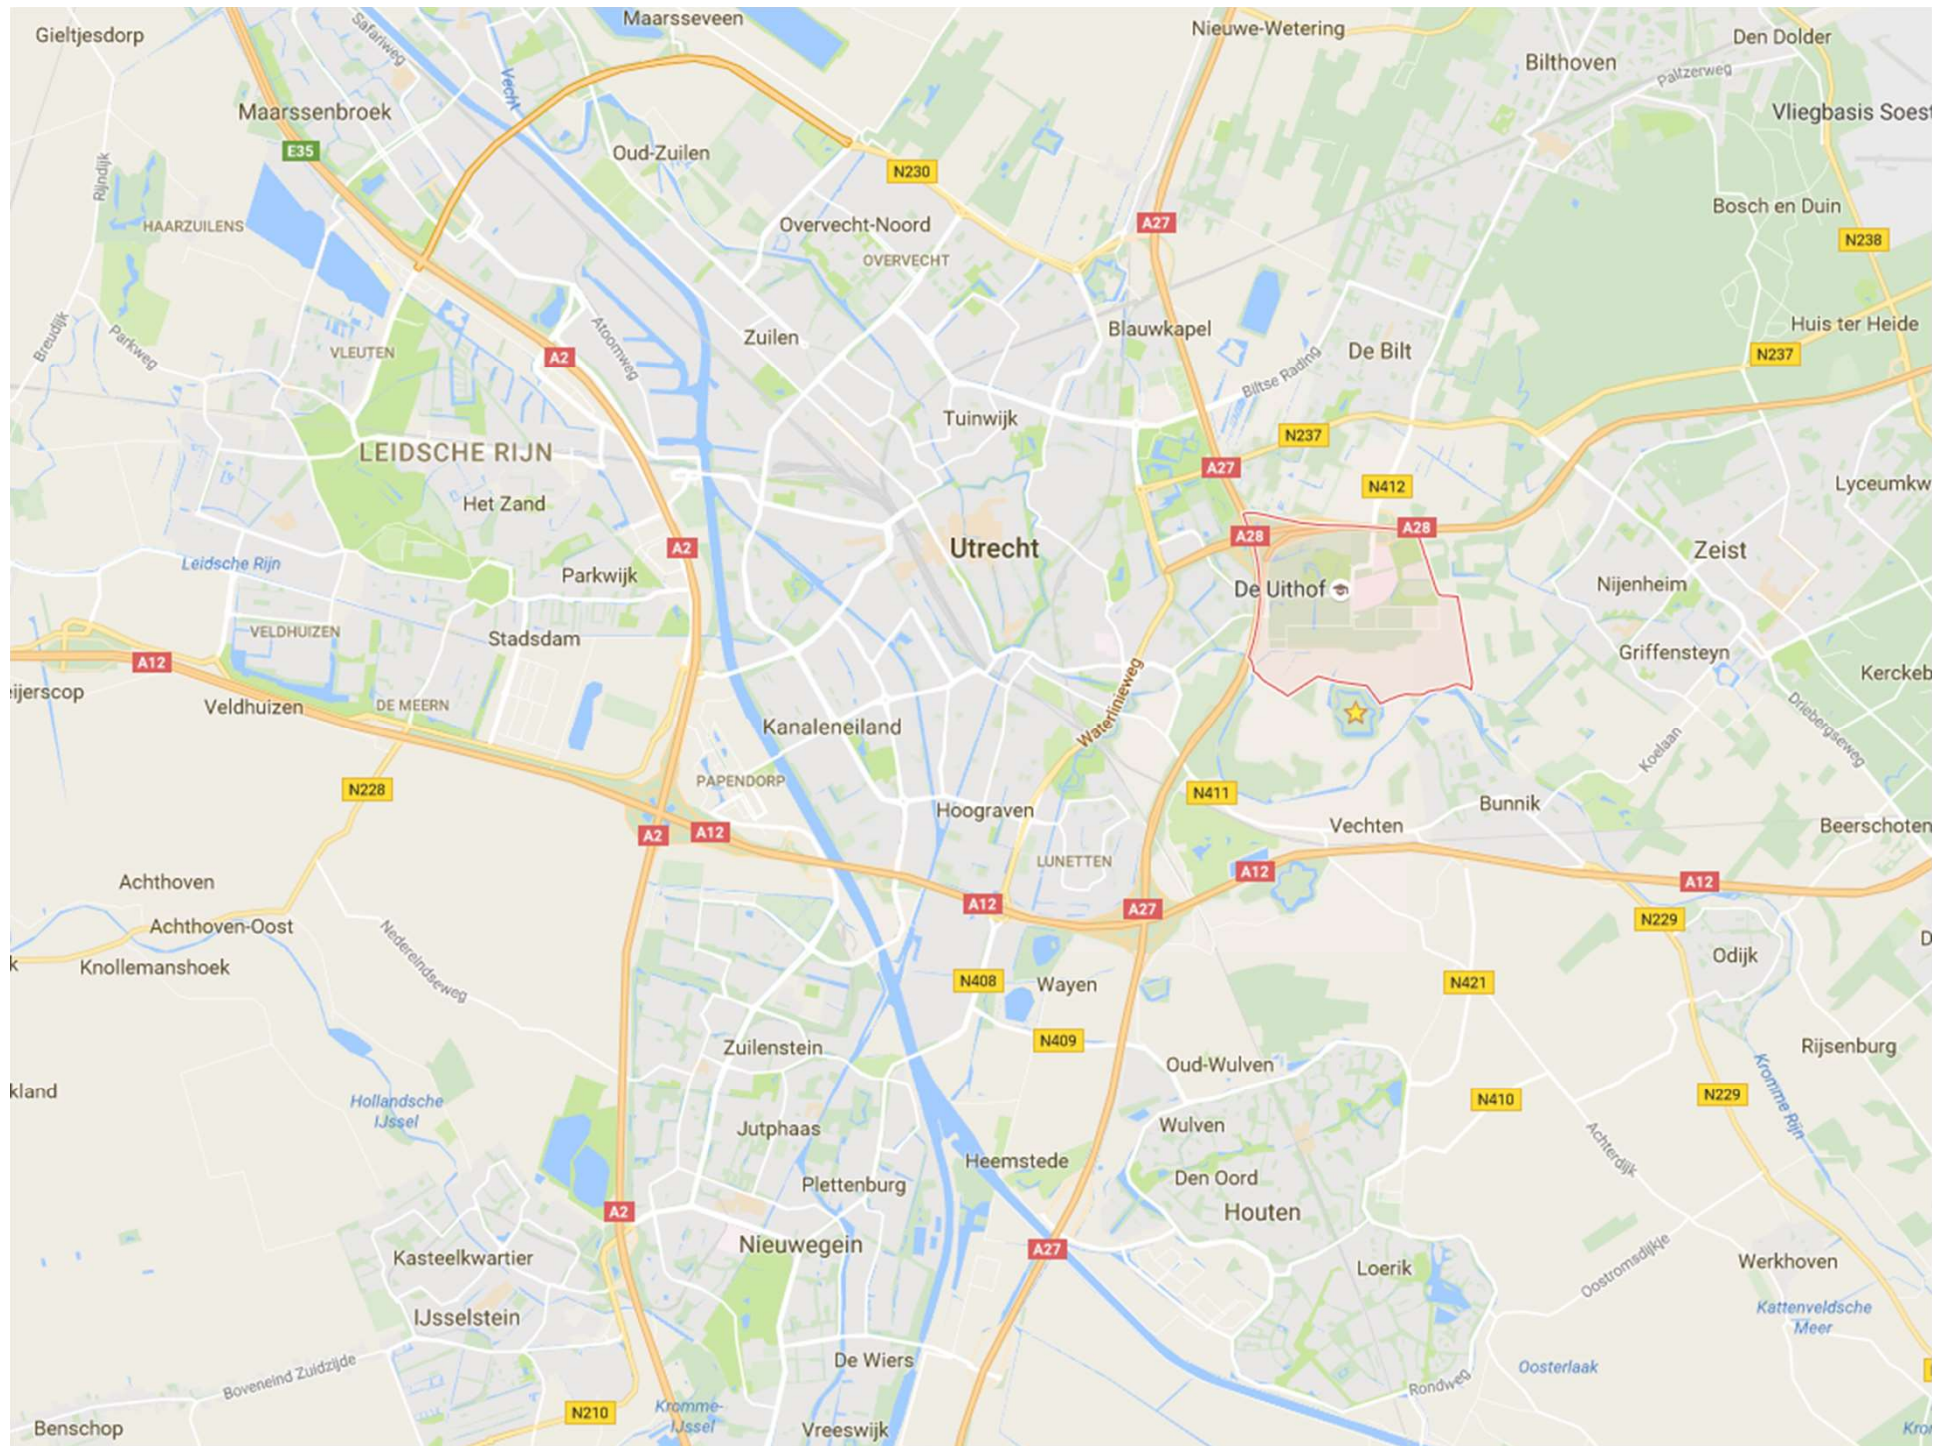 Maarsseveen
Gieltjesdorp
Safariweg
Nieuwe-Wetering
Den Dolder
Bilthoven
Paltzerweg
Vecht
Maarssenbroek
Vliegbasis Soest
E35
Oud-Zuilen
N230
Rijndijk
HAARZUILENS
Overvecht-Noord
A27
Bosch en Duin
N238
OVERVECHT
Breudijk
Parkweg
Atoomweg
Zuilen
Blauwkapel
Huis ter Heide
VLEUTEN
A2
De Bilt
N237
Biltse Rading
Tuinwijk
N237
LEIDSCHE RIJN
A27
N412
Lyceumkw
Het Zand
A28
A28
Utrecht
A2
Zeist
Leidsche Rijn
Parkwijk
De Uithof
Nijenheim
VELDHUIZEN
Stadsdam
Griffensteyn
A12
Kerckeb
eijerscop
Waterlinieweg
Veldhuizen
DE MEERN
Kanaleneiland
Driebergseweg
Koelaan
PAPENDORP
N228
N411
Bunnik
Hoograven
Vechten
Beerschoten
A2
A12
LUNETTEN
A12
Achthoven
A12
A12
A27
N229
Achthoven-Oost
D
Odijk
k
Knollemanshoek
Nedereindseweg
N408
Wayen
N421
N409
Zuilenstein
Rijsenburg
Oud-Wulven
kland
Hollandsche
IJssel
N410
N229
Kromme Rijn
Jutphaas
Wulven
Achterdijk
Heemstede
Plettenburg
Den Oord
A2
Houten
Nieuwegein
A27
Kasteelkwartier
Loerik
Oostromsdijkje
Werkhoven
IJsselstein
Kattenveldsche
Meer
De Wiers
Boveneind Zuidzijde
Oosterlaak
Rondweg
N210
Kromme-
IJssel
Benschop
Vreeswijk
Kro